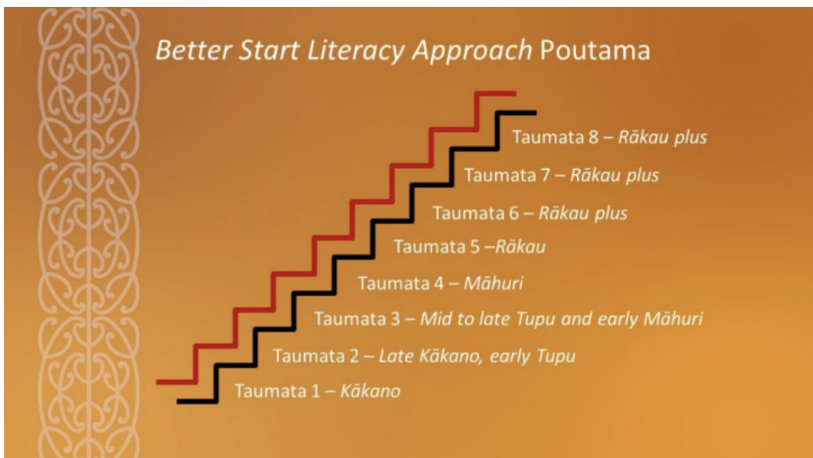 Better Start Literacy Approach Poutama
Taumata 8 – Rākau plus
Taumata 7 – Rākau plus
Taumata 6 – Rākau plus
Taumata 5 –Rākau
Taumata 4 – Māhuri
Taumata 3 – Mid to late Tupu and early Māhuri
Taumata 2 – Late Kākano, early Tupu
Taumata 1 – Kākano